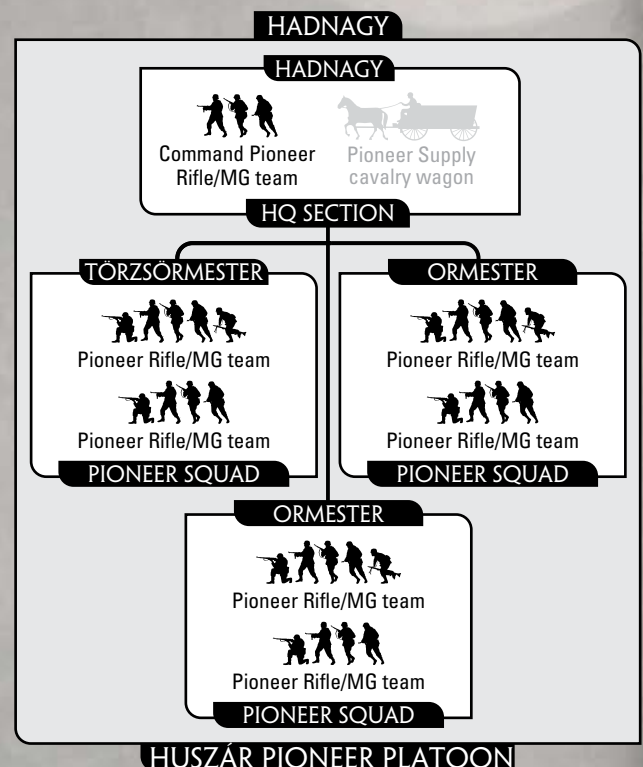 HADNAGY
HADNAGY
Command Pioneer
Rifle/MG team
Pioneer Supply
cavalry wagon
HQ SECTION
TÖRZSÖRMESTER
Pioneer Rifle/MG team
Pioneer Rifle/MG team
PIONEER SQUAD
ORMESTER
Pioneer Rifle/MG team
Pioneer Rifle/MG team
PIONEER SQUAD
ORMESTER
Pioneer Rifle/MG team
Pioneer Rifle/MG team
PIONEER SQUAD
HUSZÁR PIONEER PLATOON